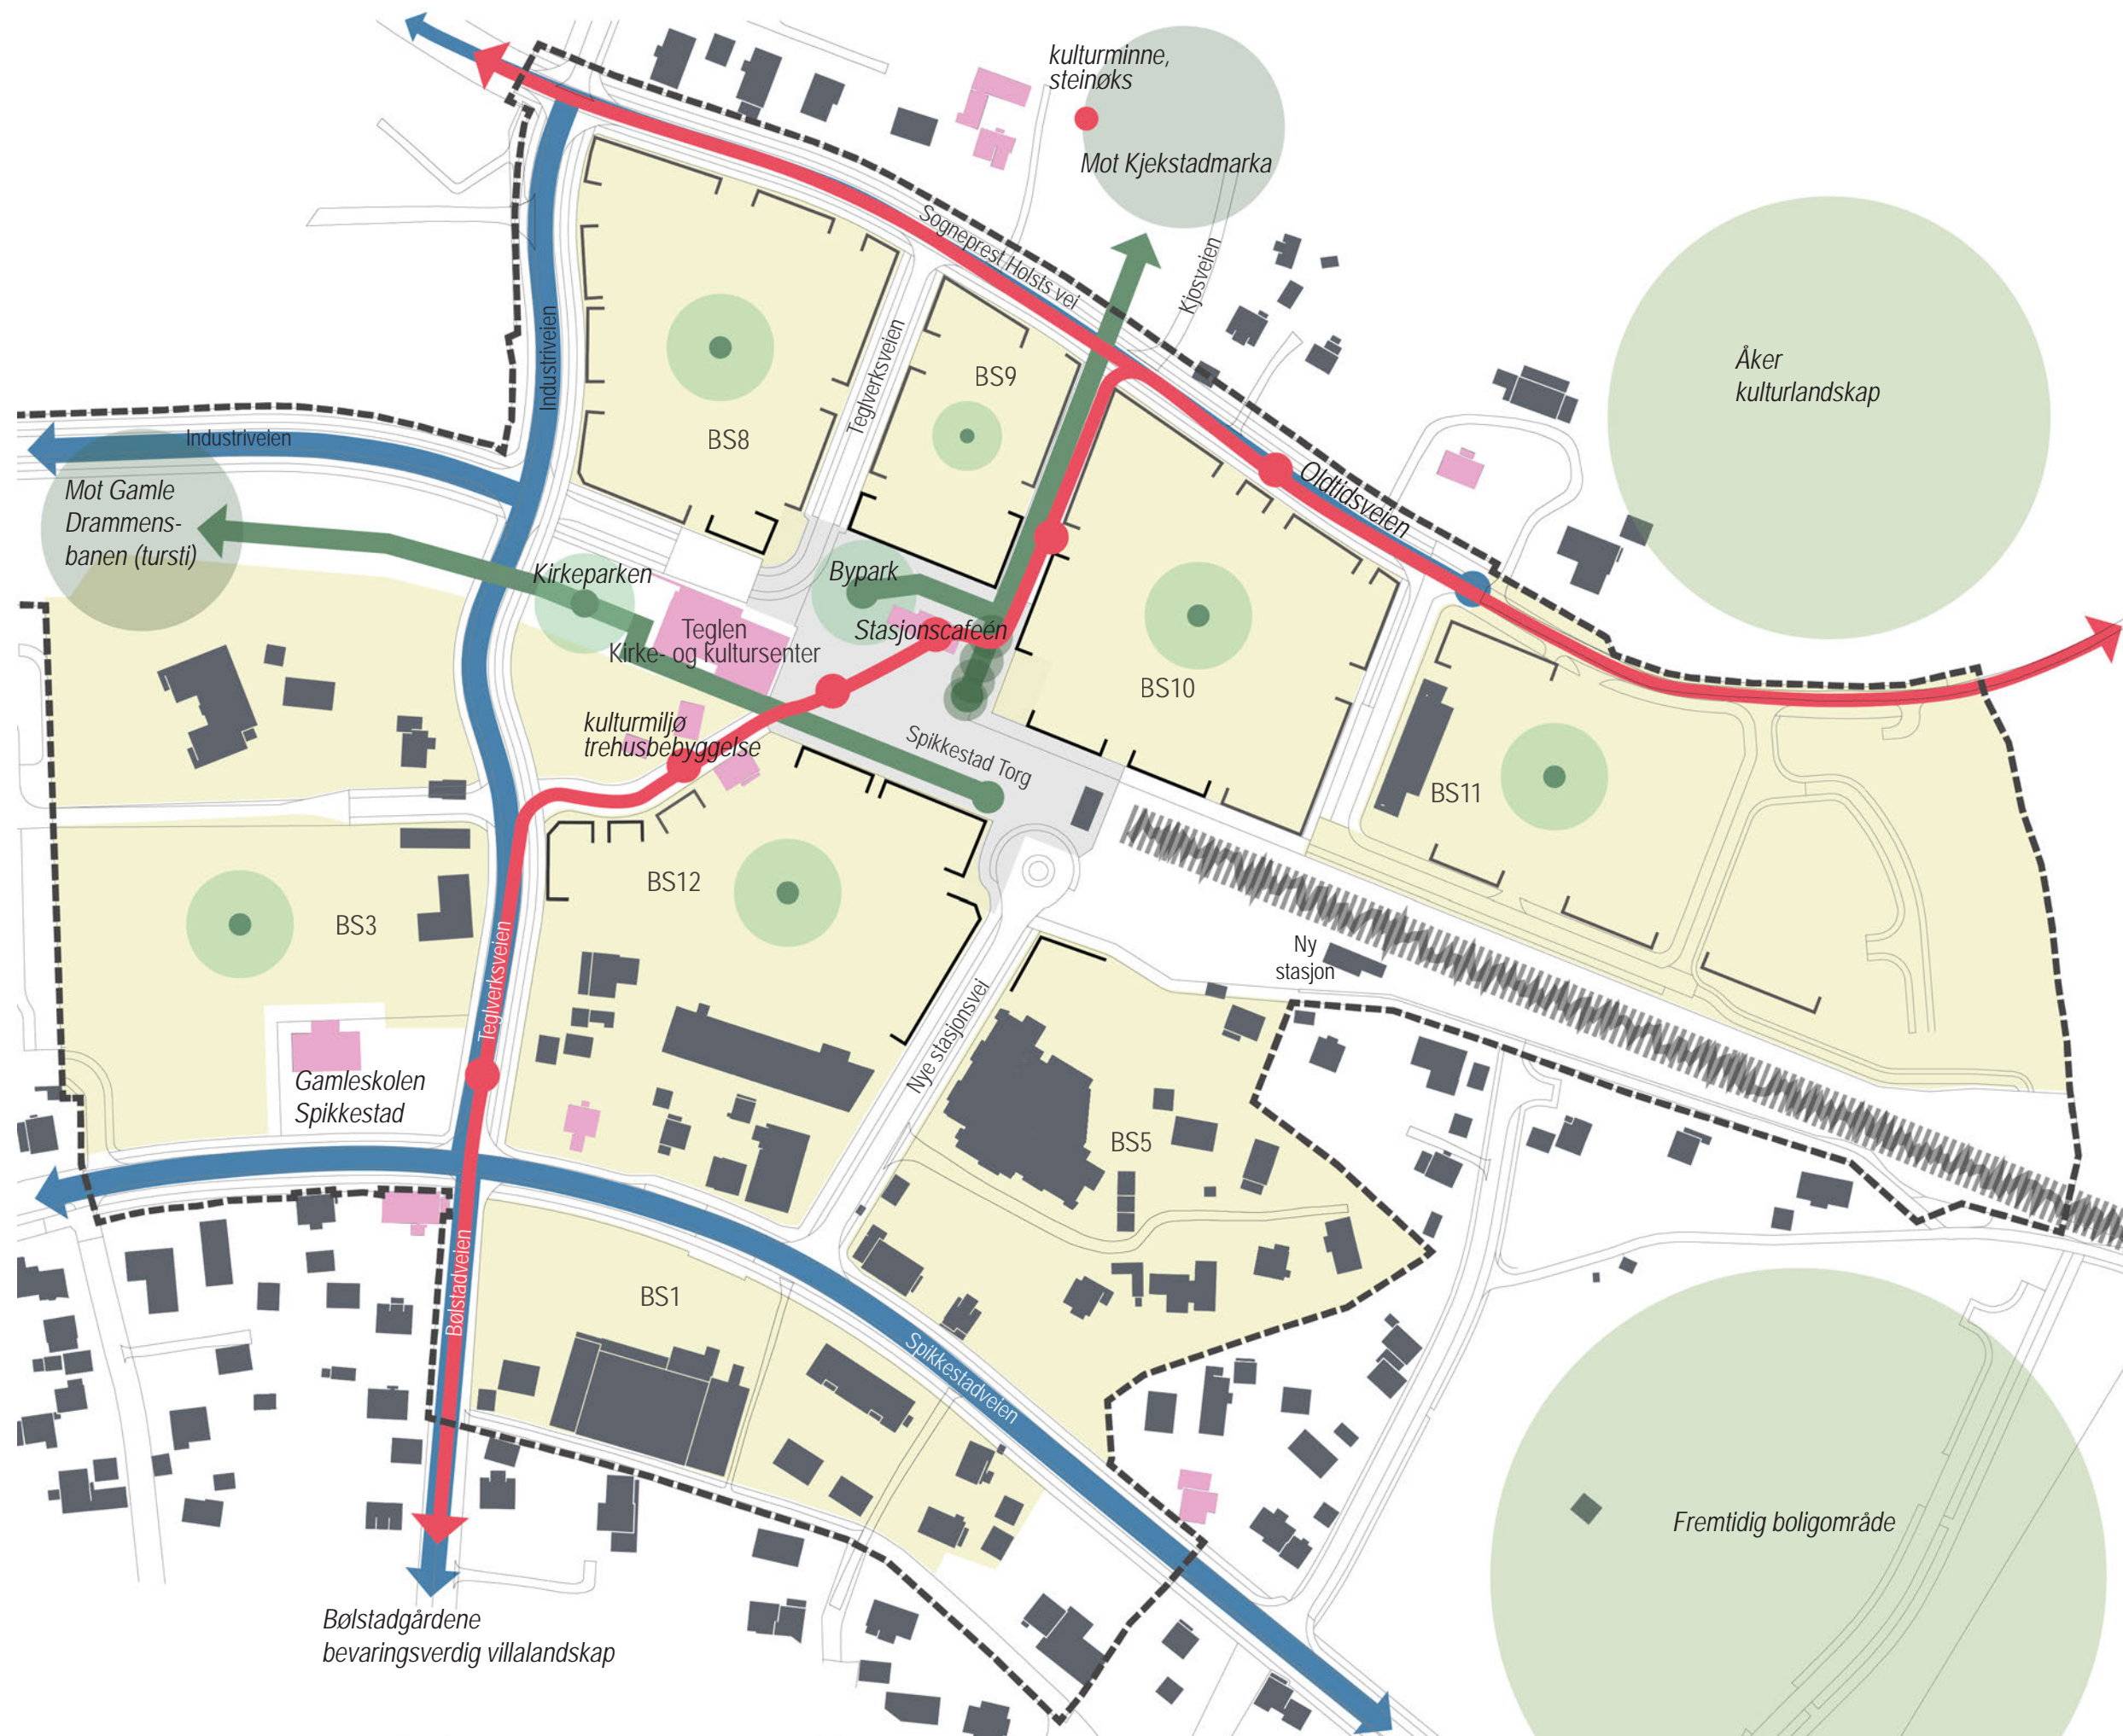 kulturminne,
steinøks
Mot Kjekstadmarka
Sogneprest Holsts vei
Kjosveien
Åker
kulturlandskap
Industriveien
Teglverksveien
BS9
BS8
Industriveien
Mot Gamle
Drammens-
banen (tursti)
Oldtidsveien
Kirkeparken
Bypark
Teglen
Kirke- og kultursenter
Stasjonscafeén
BS10
kulturmiljø
trehusbebyggelse
Spikkestad Torg
BS11
BS12
BS3
Teglverksveien
Ny
stasjon
Nye stasjonsvei
Gamleskolen
Spikkestad
BS5
Bølstadveien
BS1
Spikkestadveien
Fremtidig boligområde
Bølstadgårdene
bevaringsverdig villalandskap